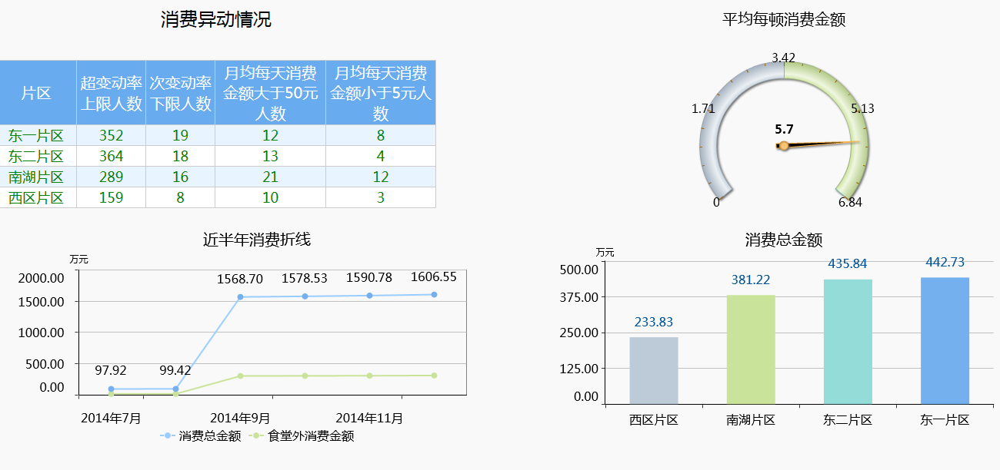 消费异动情况
片区 超变动率上限人数 次变动率下限人数 月均每天消费金额大于50元人数 月均每天消费金额小于5元人数
东一片区 352 19 12 8
东二片区 364 18 13 4
南湖片区 289 16 21 12
西区片区 159 8 10 3
平均每顿消费金额
3.42
1.71 5.13
5.7
0 6.84
近半年消费折线
万元
2000.00
1500.00
1000.00
500.00
0.00
97.92 99.42 1568.70 1578.53 1590.78 1606.55
2014年7月 2014年9月 2014年11月
消费总金额 食堂外消费金额
消费总金额
万元
500.00
375.00
250.00
125.00
0.00
233.83 381.22 435.84 442.73
西区片区 南湖片区 东二片区 东一片区